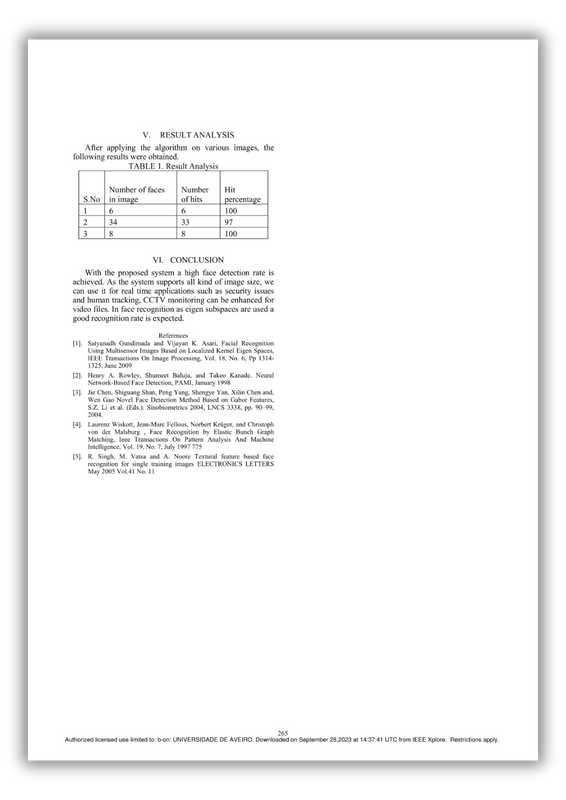 V. RESULT ANALYSIS
After applying the algorithm on various images, the
following results were obtained.
TABLE 1. Result Analysis
S.No Number of faces in image Number of hits Hit percentage
1 6 6 100
2 34 33 97
3 8 8 100
VI. CONCLUSION
With the proposed system a high face detection rate is
achieved. As the system supports all kind of image size, we
can use it for real time applications such as security issues
and human tracking, CCTV monitoring can be enhanced for
video files. In face recognition as eigen subspaces are used a
good recognition rate is expected.
References
[1]. Satyanadh Gundimada and Vijayan K. Asari, Facial Recognition
Using Multisensor Images Based on Localized Kernel Eigen Spaces,
IEEE Transactions On Image Processing, Vol. 18, No. 6, Pp 1314-
1325, June 2009
[2]. Henry A. Rowley, Shumeet Baluja, and Takeo Kanade. Neural
Network-Based Face Detection, PAMI, January 1998
[3]. Jie Chen, Shiguang Shan, Peng Yang, Shengye Yan, Xilin Chen and,
Wen Gao Novel Face Detection Method Based on Gabor Features,
S.Z. Li et al. (Eds.): Sinobiometrics 2004, LNCS 3338, pp. 90–99,
2004.
[4]. Laurenz Wiskott, Jean-Marc Fellous, Norbert Krüger, and Christoph
von der Malsburg , Face Recognition by Elastic Bunch Graph
Matching, Ieee Transactions On Pattern Analysis And Machine
Intelligence, Vol. 19, No. 7, July 1997 775
[5]. R. Singh, M. Vatsa and A. Noore Textural feature based face
recognition for single training images ELECTRONICS LETTERS
May 2005 Vol.41 No. 11
265
Authorized licensed use limited to: b-on: UNIVERSIDADE DE AVEIRO. Downloaded on September 28,2023 at 14:37:41 UTC from IEEE Xplore. Restrictions apply.